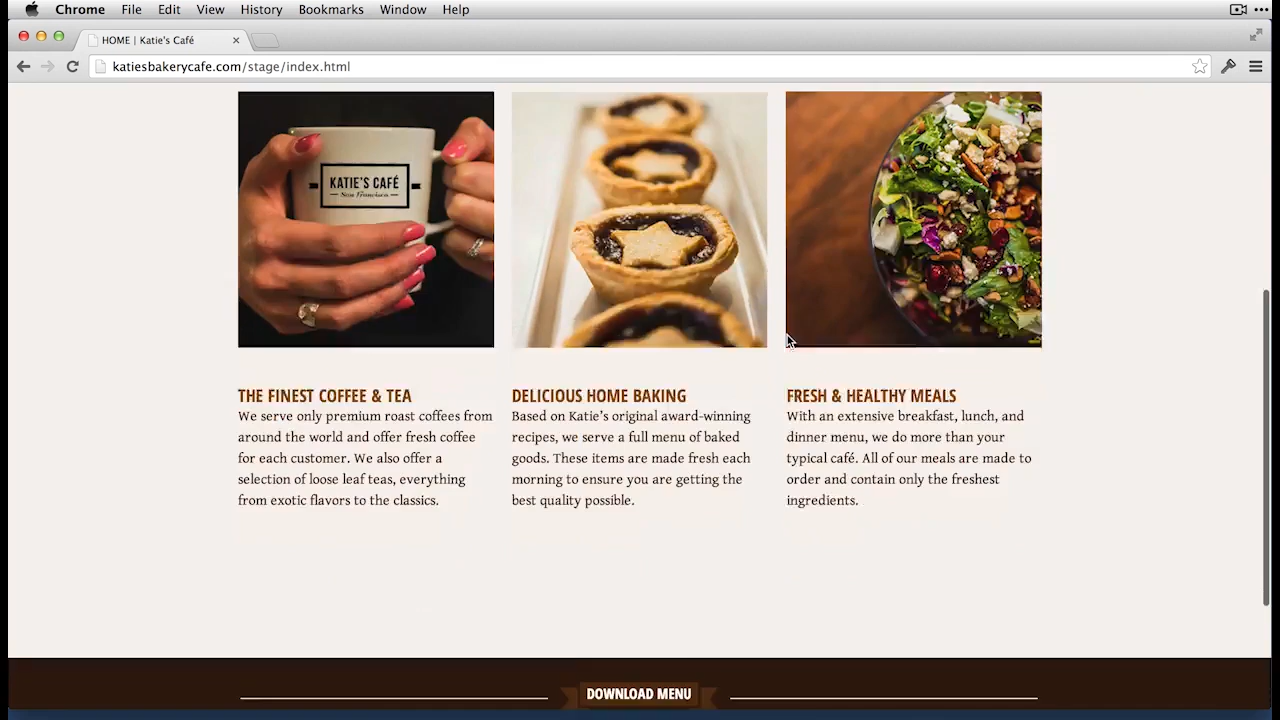 Chrome File Edit View History Bookmarks Window Help
HOME | Katie's Café
katiesbakerycafe.com/stage/index.html
KATIE'S CAFÉ
San Francisco
THE FINEST COFFEE & TEA
We serve only premium roast coffees from
around the world and offer fresh coffee
for each customer. We also offer a
selection of loose leaf teas, everything
from exotic flavors to the classics.
DELICIOUS HOME BAKING
Based on Katie's original award-winning
recipes, we serve a full menu of baked
goods. These items are made fresh each
morning to ensure you are getting the
best quality possible.
FRESH & HEALTHY MEALS
With an extensive breakfast, lunch, and
dinner menu, we do more than your
typical café. All of our meals are made to
order and contain only the freshest
ingredients.
DOWNLOAD MENU